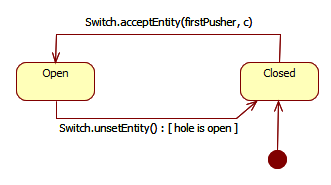 Switch.acceptEntity(firstPusher, c)
Open
Closed
Switch.unsetEntity() : [ hole is open ]